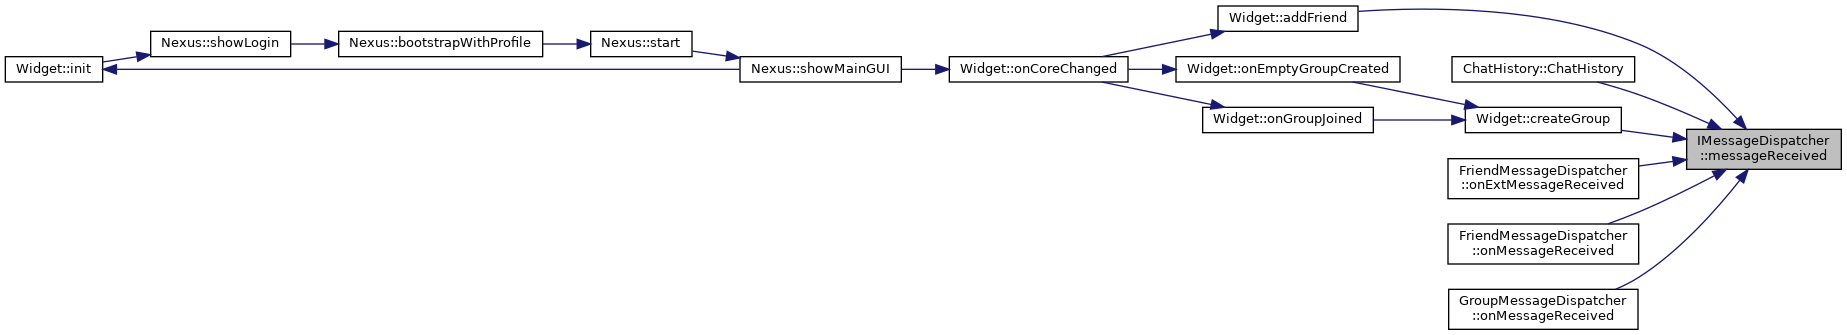 Widget::init
Nexus::showLogin
Nexus::bootstrapWithProfile
Nexus::start
Nexus::showMainGUI
Widget::onCoreChanged
Widget::addFriend
Widget::onEmptyGroupCreated
Widget::onGroupJoined
ChatHistory::ChatHistory
Widget::createGroup
FriendMessageDispatcher
::onExtMessageReceived
FriendMessageDispatcher
::onMessageReceived
GroupMessageDispatcher
::onMessageReceived
IMessageDispatcher
::messageReceived